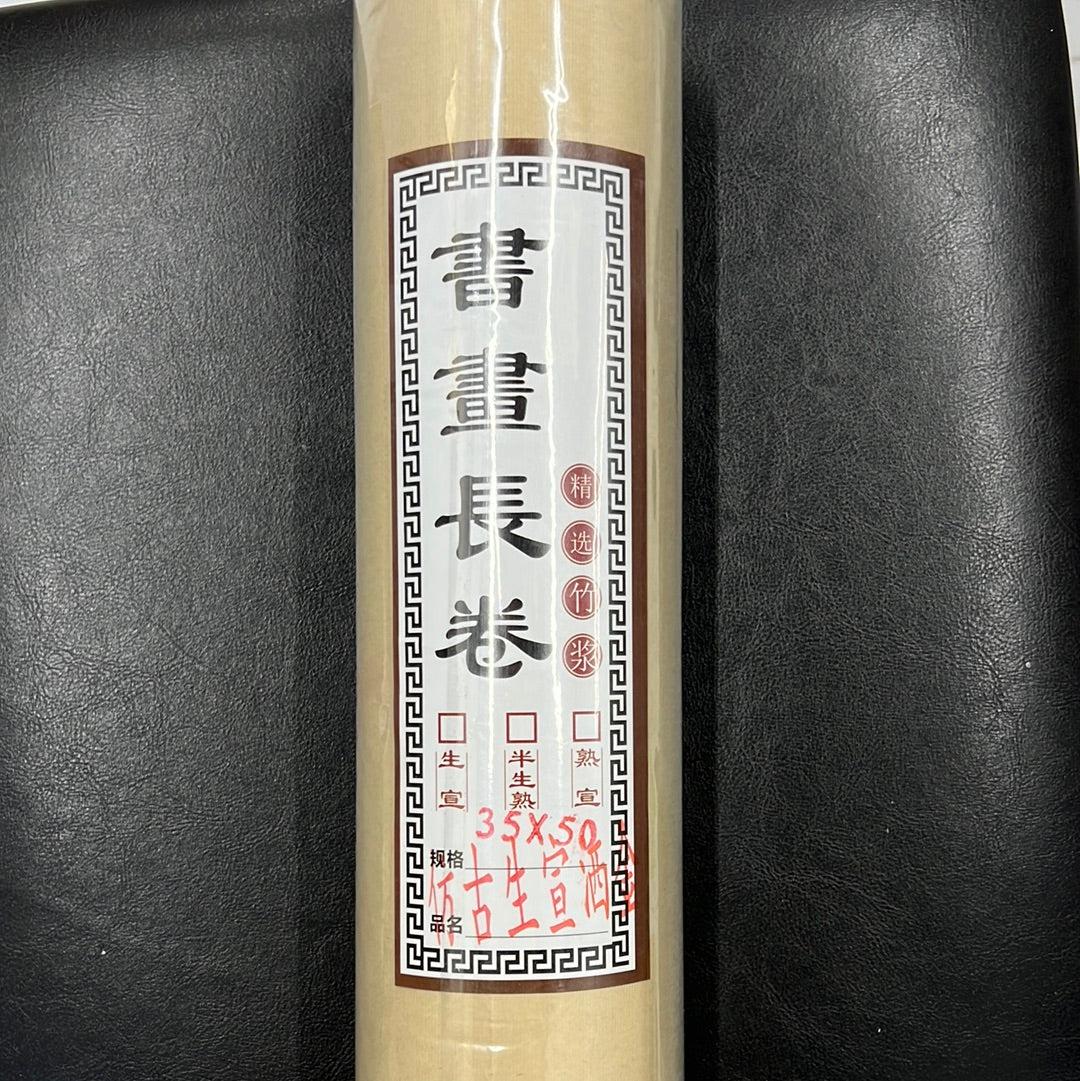 書畫長卷
精选竹浆
生宣
半生熟
熟宣
35X50
规格
仿古生宣洒金
品名